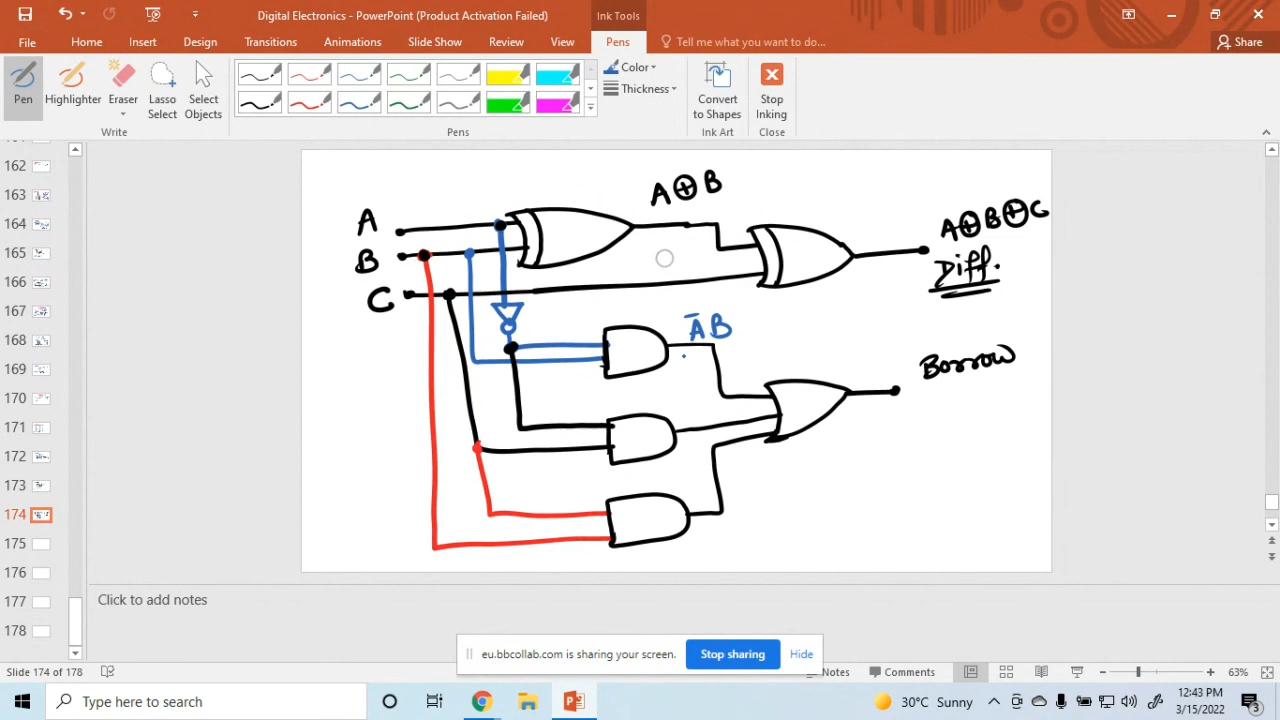 Digital Electronics - PowerPoint (Product Activation Failed)
Ink Tools
File Home Insert Design Transitions Animations Slide Show Review View Pens Tell me what you want to do... Share
Pen
Highlighter
Eraser
Lasso Select
Select Objects
Color
Thickness
Convert to Shapes
Stop Inking
Write
Pens
Ink Art
Close
162
163
164
165
166
167
168
169
170
171
172
173
174
175
176
177
178
A⊕B
A
A⊕B⊕C
B
Diff.
C
ĀB
Borrow
Click to add notes
eu.bbcollab.com is sharing your screen. Stop sharing Hide
Slide 174 of 178
Notes Comments 63%
Type here to search
30°C Sunny
12:43 PM
3/15/2022
3